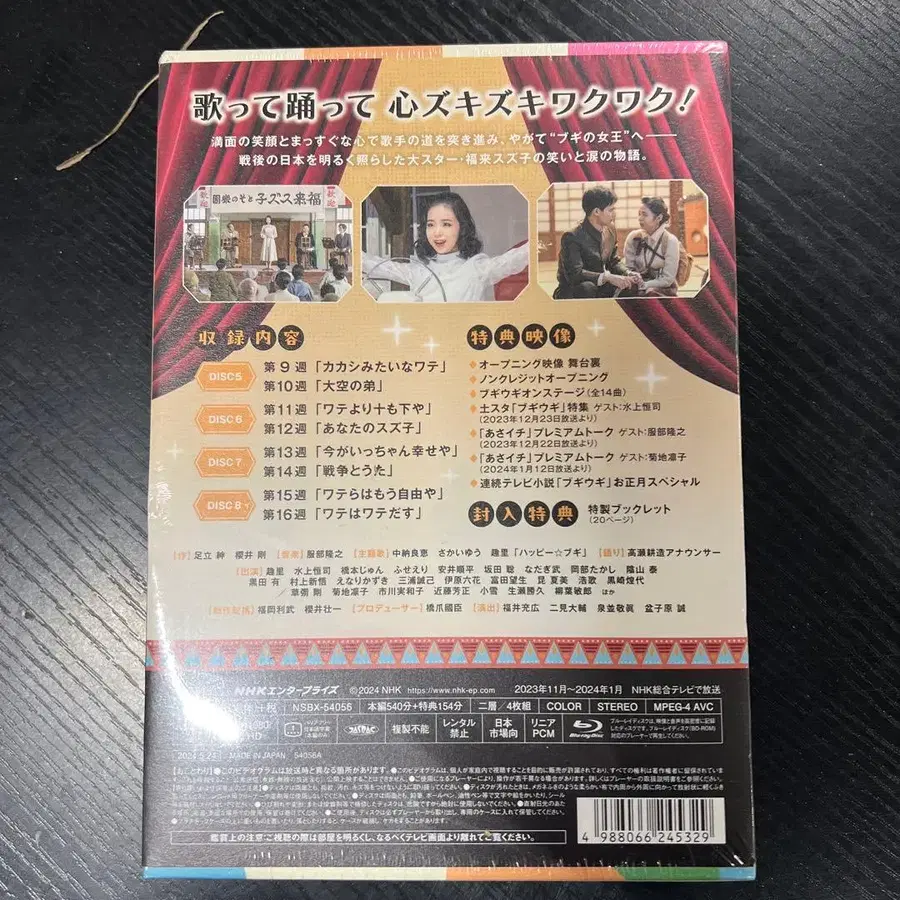 歌って踊って 心ズキズキワクワク!
満面の笑顔とまっすぐな心で歌手の道を突き進み、やがて“ブギの女王”へ――
戦後の日本を明るく照らした大スター・福来スズ子の笑いと涙の物語。
歓迎 福来スズ子とその楽団 歓迎
収録内容
DISC5
第9週「カカシみたいなワテ」
第10週「大空の弟」
DISC6
第11週「ワテより十も下や」
第12週「あなたのスズ子」
DISC7
第13週「今がいっちゃん幸せや」
第14週「戦争とうた」
DISC8
第15週「ワテらはもう自由や」
第16週「ワテはワテだす」
特典映像
オープニング映像 舞台裏
ノンクレジットオープニング
ブギウギオンステージ(全14曲)
土スタ「ブギウギ」特集 ゲスト:水上恒司
(2023年12月23日放送より)
「あさイチ」プレミアムトーク ゲスト:服部隆之
(2023年12月22日放送より)
「あさイチ」プレミアムトーク ゲスト:菊地凛子
(2024年1月12日放送より)
連続テレビ小説「ブギウギ」お正月スペシャル
封入特典 特製ブックレット
(20ページ)
【作】足立 紳 櫻井 剛 【音楽】服部隆之 【主題歌】中納良恵 さかいゆう 趣里「ハッピー☆ブギ」 【語り】高瀬耕造アナウンサー
【出演】趣里 水上恒司 橋本じゅん ふせえり 安井順平 坂田 聡 なだぎ武 岡部たかし 陰山 泰
黒田 有 村上新悟 えなりかずき 三浦誠己 伊原六花 富田望生 昆 夏美 浩歌 黒崎煌代
/草彅 剛 菊地凛子 市川実和子 近藤芳正 小雪 生瀬勝久 柳葉敏郎 ほか
【制作統括】福岡利武 櫻井壮一 【プロデューサー】橋爪國臣 【演出】福井充広 二見大輔 泉並敬眞 盆子原 誠
NHKエンタープライズ ©2024 NHK https://www.nhk-ep.com 2023年11月～2024年1月 NHK総合テレビで放送
NSBX-54056 本編540分+特典154分 二層/4枚組 COLOR STEREO MPEG-4 AVC
複製不能 レンタル禁止 日本市場向 リニアPCM Blu-ray Disc
MADE IN JAPAN 54056A
鑑賞上の注意:ご視聴の際は部屋を明るくし、なるべくテレビ画面より離れてご覧ください。
4 988066 245329